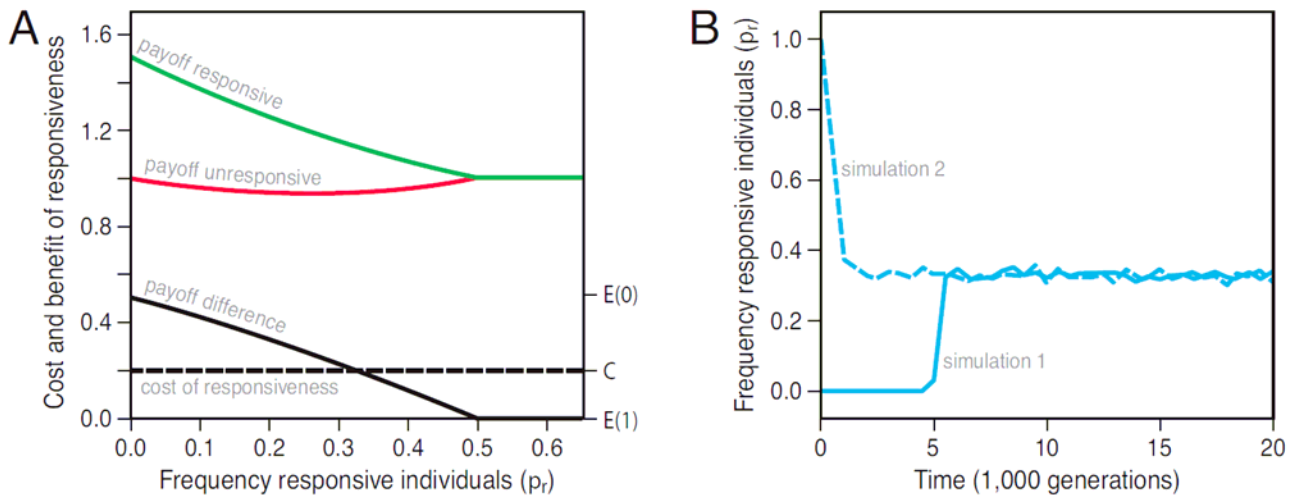 A
Cost and benefit of responsiveness
1.6
1.2
0.8
0.4
0.0
payoff responsive
payoff unresponsive
payoff difference
cost of responsiveness
E(0)
C
E(1)
0.0 0.1 0.2 0.3 0.4 0.5 0.6
Frequency responsive individuals (pr)
B
Frequency responsive individuals (pr)
1.0
0.8
0.6
0.4
0.2
0.0
simulation 2
simulation 1
0 5 10 15 20
Time (1,000 generations)